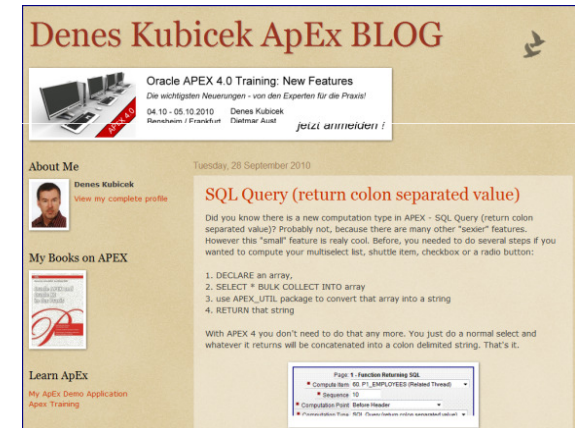 Denes Kubicek ApEx BLOG
Oracle APEX 4.0 Training: New Features
Die wichtigsten Neuerungen - von den Experten für die Praxis!
04.10 - 05.10.2010 Denes Kubicek
Bensheim / Frankfurt Dietmar Aust
jetzt anmelden !
APEX 4.0
About Me
Denes Kubicek
View my complete profile
My Books on APEX
Learn ApEx
My ApEx Demo Application
Apex Training
Tuesday, 28 September 2010
SQL Query (return colon separated value)
Did you know there is a new computation type in APEX - SQL Query (return colon
separated value)? Probably not, because there are many other "sexier" features.
However this "small" feature is realy cool. Before, you needed to do several steps if you
wanted to compute your multiselect list, shuttle item, checkbox or a radio button:
1. DECLARE an array,
2. SELECT * BULK COLLECT INTO array
3. use APEX_UTIL package to convert that array into a string
4. RETURN that string
With APEX 4 you don't need to do that any more. You just do a normal select and
whatever it returns will be concatenated into a colon delimited string. That's it.
Page: 1 - Function Returning SQL
* Compute Item 60. P1_EMPLOYEES (Related Thread)
* Sequence 10
* Computation Point Before Header
* Computation Type SQL Query (return colon separated value)